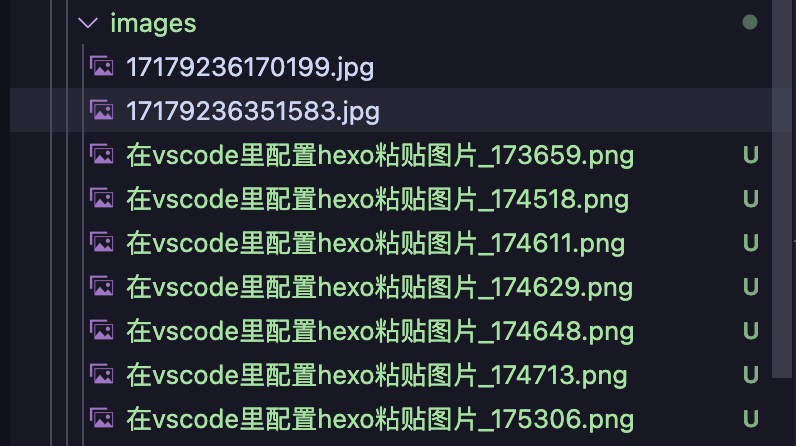 images
17179236170199.jpg
17179236351583.jpg
在vscode里配置hexo粘贴图片_173659.png U
在vscode里配置hexo粘贴图片_174518.png U
在vscode里配置hexo粘贴图片_174611.png U
在vscode里配置hexo粘贴图片_174629.png U
在vscode里配置hexo粘贴图片_174648.png U
在vscode里配置hexo粘贴图片_174713.png U
在vscode里配置hexo粘贴图片_175306.png U